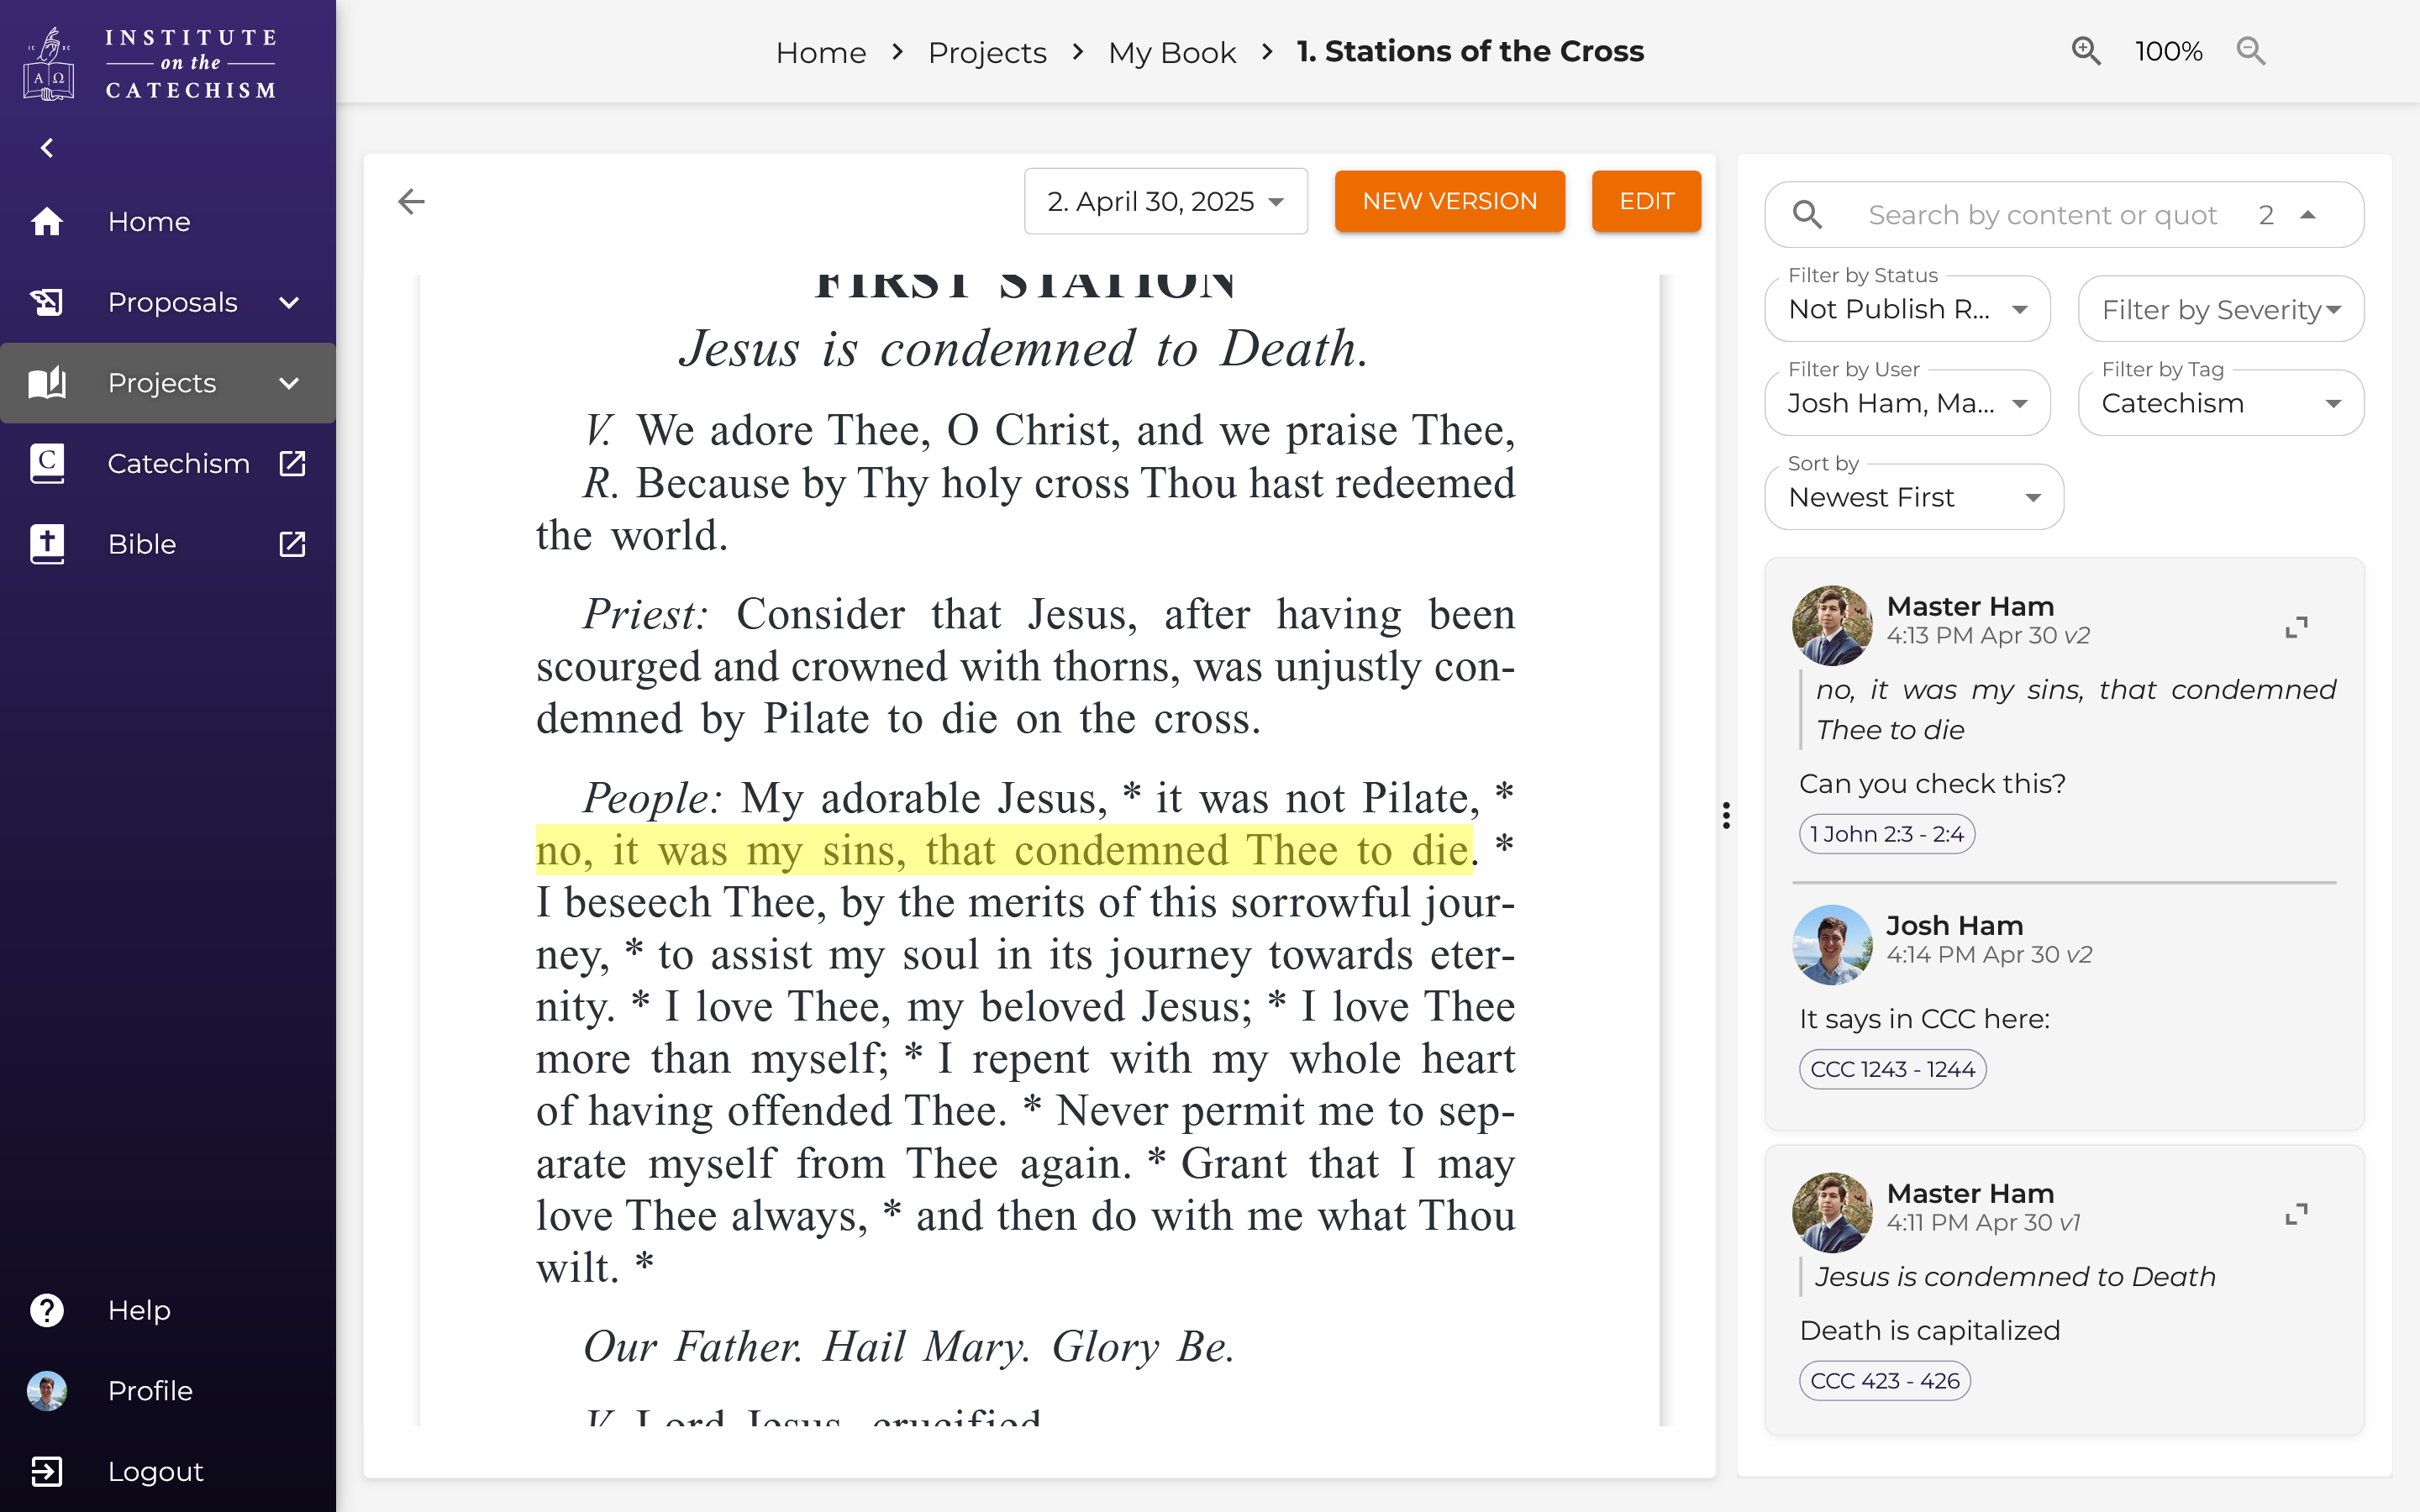 INSTITUTE
on the
CATECHISM
IC XC
Α Ω
Home
Proposals
Projects
C Catechism
Bible
Help
Profile
Logout
Home > Projects > My Book > 1. Stations of the Cross
100%
2. April 30, 2025
NEW VERSION
EDIT
FIRST STATION
Jesus is condemned to Death.
V. We adore Thee, O Christ, and we praise Thee,
R. Because by Thy holy cross Thou hast redeemed
the world.
Priest: Consider that Jesus, after having been
scourged and crowned with thorns, was unjustly con-
demned by Pilate to die on the cross.
People: My adorable Jesus, * it was not Pilate, *
no, it was my sins, that condemned Thee to die. *
I beseech Thee, by the merits of this sorrowful jour-
ney, * to assist my soul in its journey towards eter-
nity. * I love Thee, my beloved Jesus; * I love Thee
more than myself; * I repent with my whole heart
of having offended Thee. * Never permit me to sep-
arate myself from Thee again. * Grant that I may
love Thee always, * and then do with me what Thou
wilt. *
Our Father. Hail Mary. Glory Be.
V. Lord Jesus, crucified
Search by content or quot 2
Filter by Status
Not Publish R...
Filter by Severity
Filter by User
Josh Ham, Ma...
Filter by Tag
Catechism
Sort by
Newest First
Master Ham
4:13 PM Apr 30 v2
no, it was my sins, that condemned
Thee to die
Can you check this?
1 John 2:3 - 2:4
Josh Ham
4:14 PM Apr 30 v2
It says in CCC here:
CCC 1243 - 1244
Master Ham
4:11 PM Apr 30 v1
Jesus is condemned to Death
Death is capitalized
CCC 423 - 426